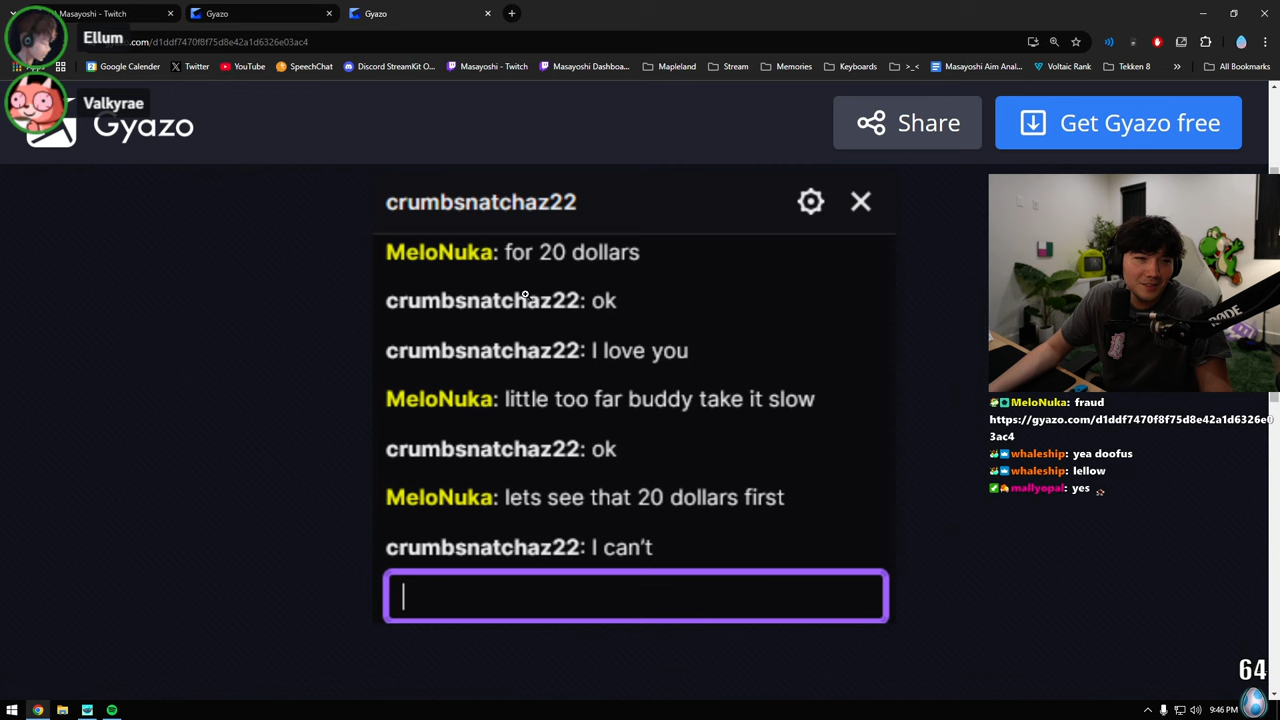 Masayoshi - Twitch
Gyazo
Gyazo
Ellum
.com/d1ddf7470f8f75d8e42a1d6326e03ac4
Apps
Google Calender
Twitter
YouTube
SpeechChat
Discord StreamKit O...
Masayoshi - Twitch
Masayoshi Dashboa...
Mapleland
Steam
Memories
Keyboards
>.<
Masayoshi Aim Anal...
Voltaic Rank
Tekken 8
»
All Bookmarks
Valkyrae
Gyazo
Share
Get Gyazo free
crumbsnatchaz22
MeloNuka: for 20 dollars
crumbsnatchaz22: ok
crumbsnatchaz22: I love you
MeloNuka: little too far buddy take it slow
crumbsnatchaz22: ok
MeloNuka: lets see that 20 dollars first
crumbsnatchaz22: I can't
RØDE
MeloNuka: fraud
https://gyazo.com/d1ddf7470f8f75d8e42a1d6326e0
3ac4
whaleship: yea doofus
whaleship: lellow
mallyopal: yes
64
9:46 PM